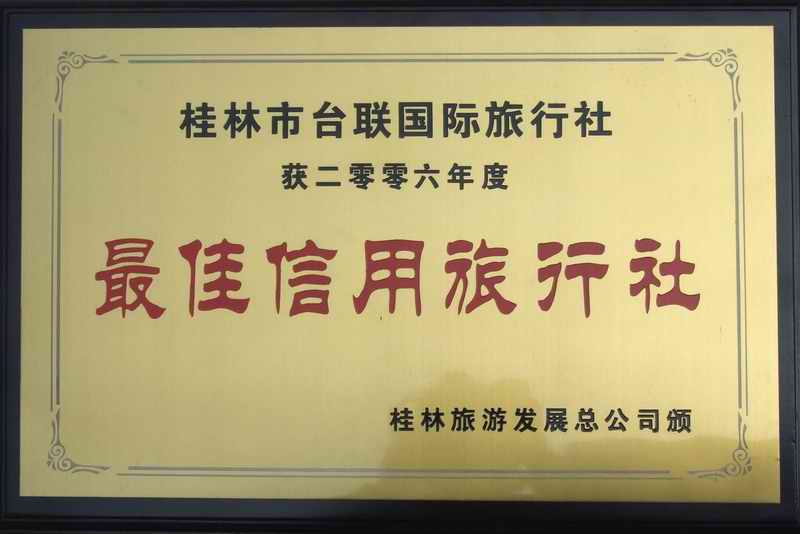 桂林市台联国际旅行社
获二零零六年度
最佳信用旅行社
桂林旅游发展总公司颁